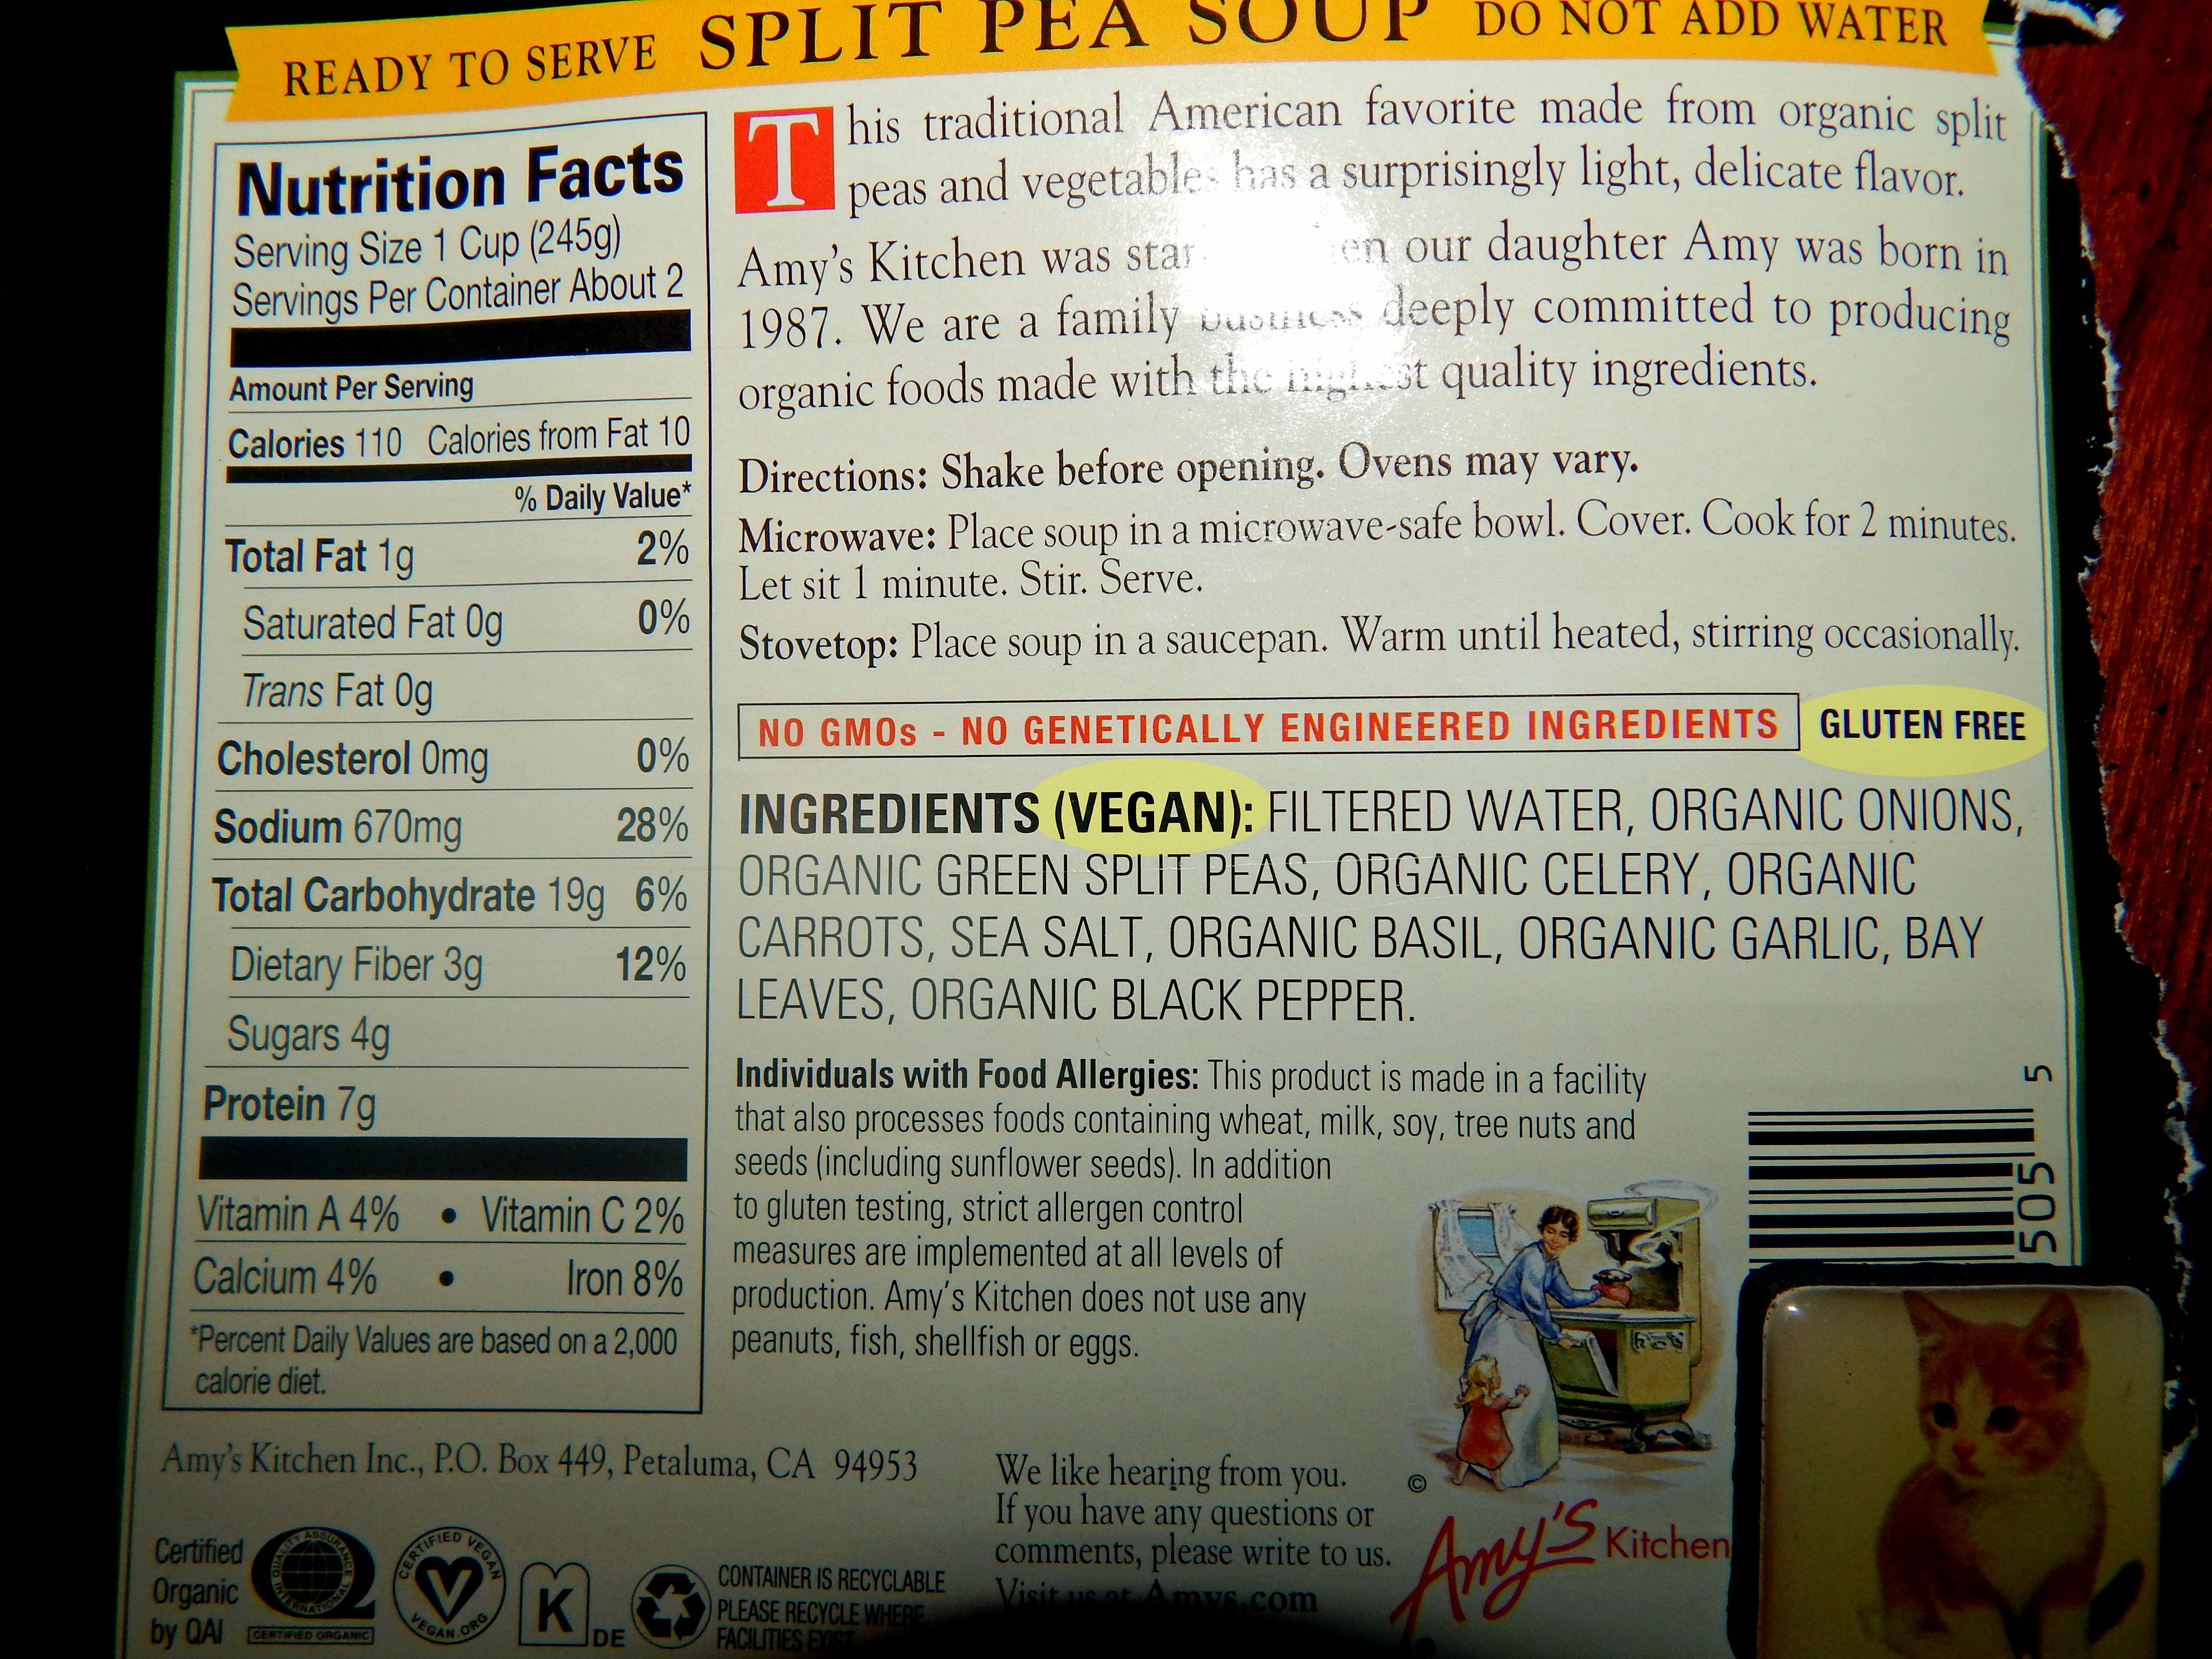 READY TO SERVE SPLIT PEA SOUP DO NOT ADD WATER
Nutrition Facts
Serving Size 1 Cup (245g)
Servings Per Container About 2
Amount Per Serving
Calories 110 Calories from Fat 10
% Daily Value*
Total Fat 1g 2%
Saturated Fat 0g 0%
Trans Fat 0g
Cholesterol 0mg 0%
Sodium 670mg 28%
Total Carbohydrate 19g 6%
Dietary Fiber 3g 12%
Sugars 4g
Protein 7g
Vitamin A 4% • Vitamin C 2%
Calcium 4% • Iron 8%
*Percent Daily Values are based on a 2,000
calorie diet.
This traditional American favorite made from organic split
peas and vegetables has a surprisingly light, delicate flavor.
Amy's Kitchen was our daughter Amy was born in
1987. We are a family business deeply committed to producing
organic foods made with the highest quality ingredients.
Directions: Shake before opening. Ovens may vary.
Microwave: Place soup in a microwave-safe bowl. Cover. Cook for 2 minutes.
Let sit 1 minute. Stir. Serve.
Stovetop: Place soup in a saucepan. Warm until heated, stirring occasionally.
NO GMOs - NO GENETICALLY ENGINEERED INGREDIENTS GLUTEN FREE
INGREDIENTS (VEGAN): FILTERED WATER, ORGANIC ONIONS,
ORGANIC GREEN SPLIT PEAS, ORGANIC CELERY, ORGANIC
CARROTS, SEA SALT, ORGANIC BASIL, ORGANIC GARLIC, BAY
LEAVES, ORGANIC BLACK PEPPER.
Individuals with Food Allergies: This product is made in a facility
that also processes foods containing wheat, milk, soy, tree nuts and
seeds (including sunflower seeds). In addition
to gluten testing, strict allergen control
measures are implemented at all levels of
production. Amy's Kitchen does not use any
peanuts, fish, shellfish or eggs.
505 5
Amy's Kitchen Inc., P.O. Box 449, Petaluma, CA 94953
Certified
Organic
by QAI
QUALITY ASSURANCE INTERNATIONAL
CERTIFIED ORGANIC
CERTIFIED VEGAN
V
VEGAN.ORG
K DE
CONTAINER IS RECYCLABLE
PLEASE RECYCLE WHERE
FACILITIES EXIST
We like hearing from you.
If you have any questions or
comments, please write to us.
Visit us at Amys.com
©
Amy's Kitchen